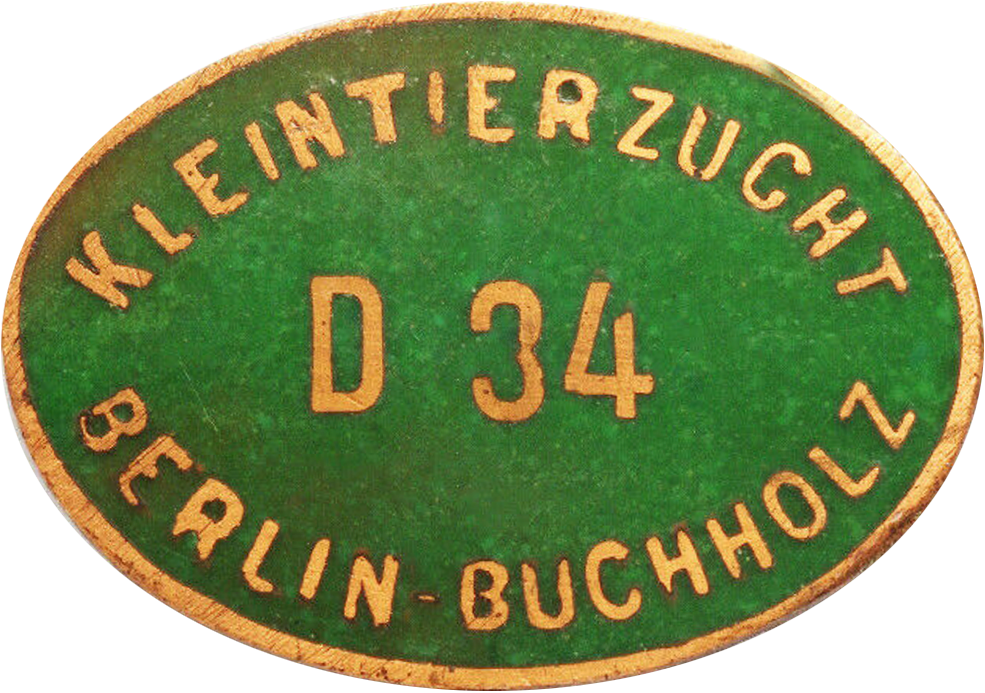 KLEINTIERZUCHT
D 34
BERLIN-BUCHHOLZ